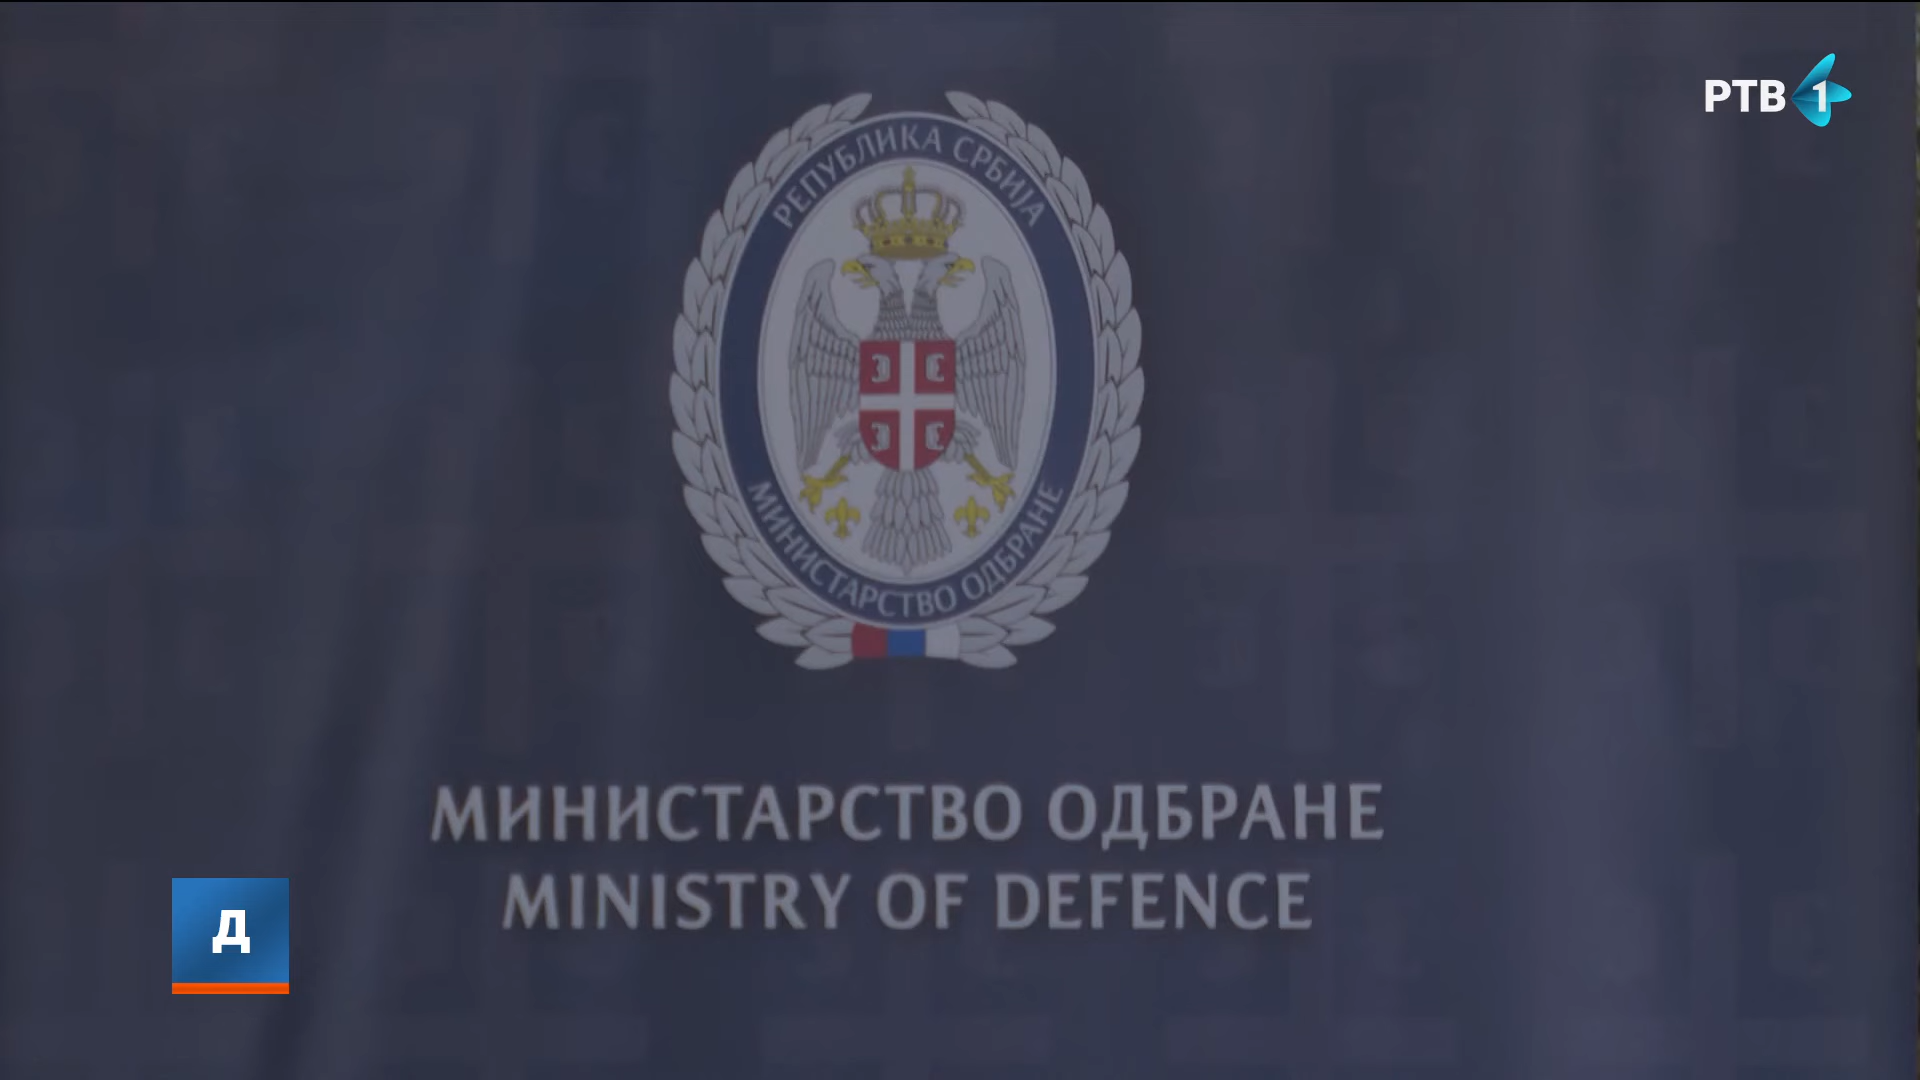 РТВ 1
РЕПУБЛИКА СРБИЈА
МИНИСТАРСТВО ОДБРАНЕ
МИНИСТАРСТВО ОДБРАНЕ
MINISTRY OF DEFENCE
Д